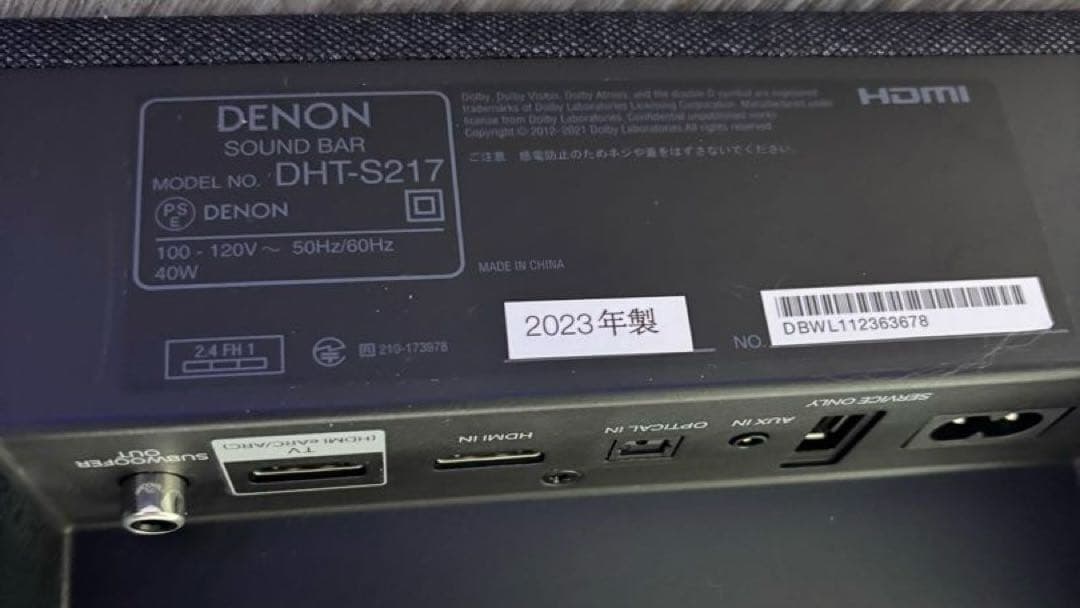 DENON
SOUND BAR
MODEL NO. DHT-S217
PS
E
DENON
100 - 120V ~ 50Hz/60Hz
40W
Dolby, Dolby Vision, Dolby Atmos, and the double-D symbol are registered
trademarks of Dolby Laboratories Licensing Corporation. Manufactured under
license from Dolby Laboratories. Confidential unpublished works.
Copyright © 2012-2021 Dolby Laboratories. All rights reserved.
HDMI
ご注意 感電防止のためネジや蓋をはずさないでください。
MADE IN CHINA
2023年製
NO.
DBWL112363678
2.4 FH 1
210-173978
SUBWOOFER
OUT
TV
(HDMI eARC/ARC)
HDMI IN
OPTICAL IN
AUX IN
SERVICE ONLY